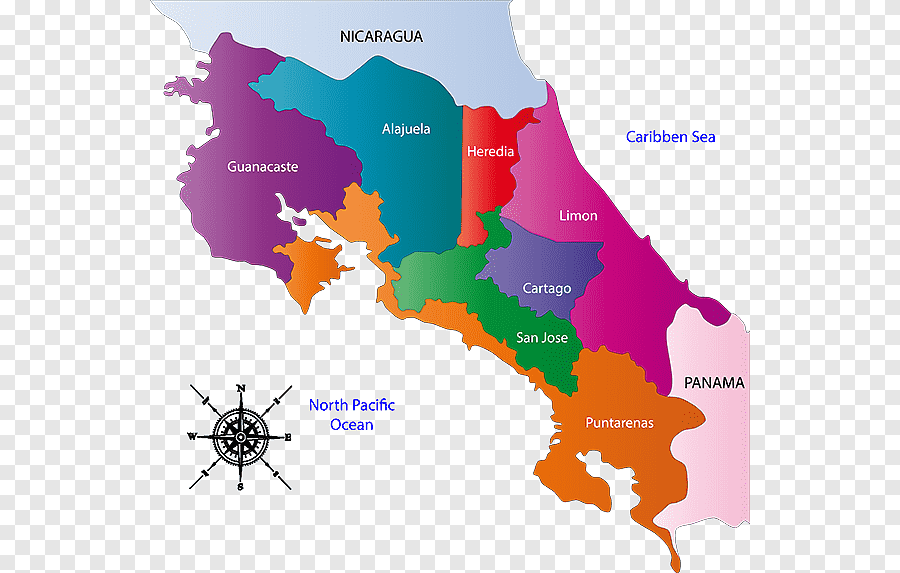 NICARAGUA
Alajuela
Caribben Sea
Heredia
Guanacaste
Limon
Cartago
San Jose
PANAMA
N
North Pacific
Ocean
Puntarenas
W
E
S